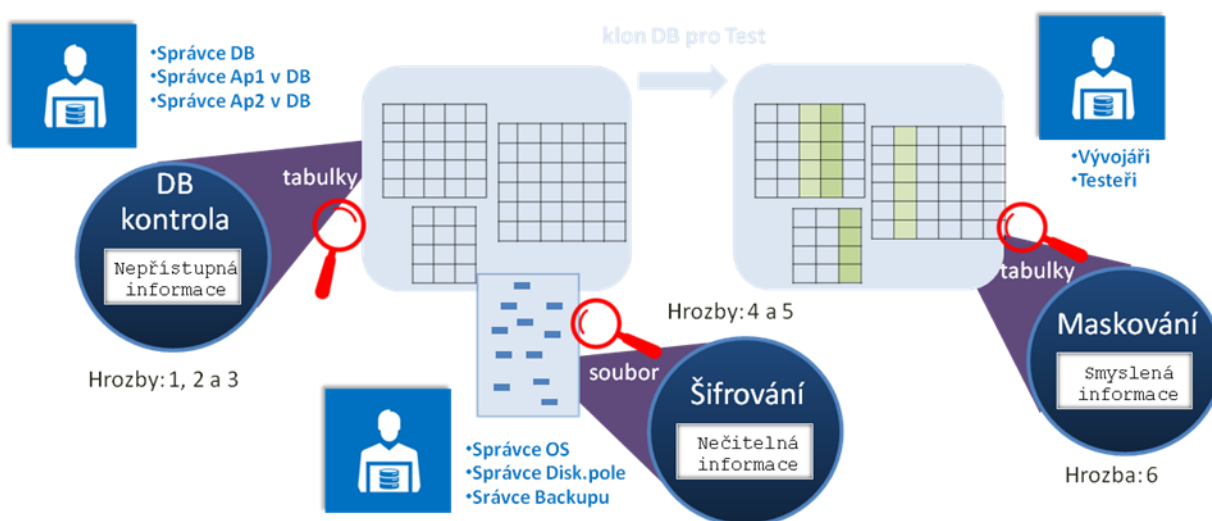 klon DB pro Test
•Správce DB
•Správce Ap1 v DB
•Správce Ap2 v DB
DB
kontrola
Nepřístupná
informace
tabulky
Hrozby: 1, 2 a 3
•Správce OS
•Správce Disk.pole
•Srávce Backupu
soubor
Šifrování
Nečitelná
informace
Hrozby: 4 a 5
•Vývojáři
•Testeři
tabulky
Maskování
Smyslená
informace
Hrozba: 6